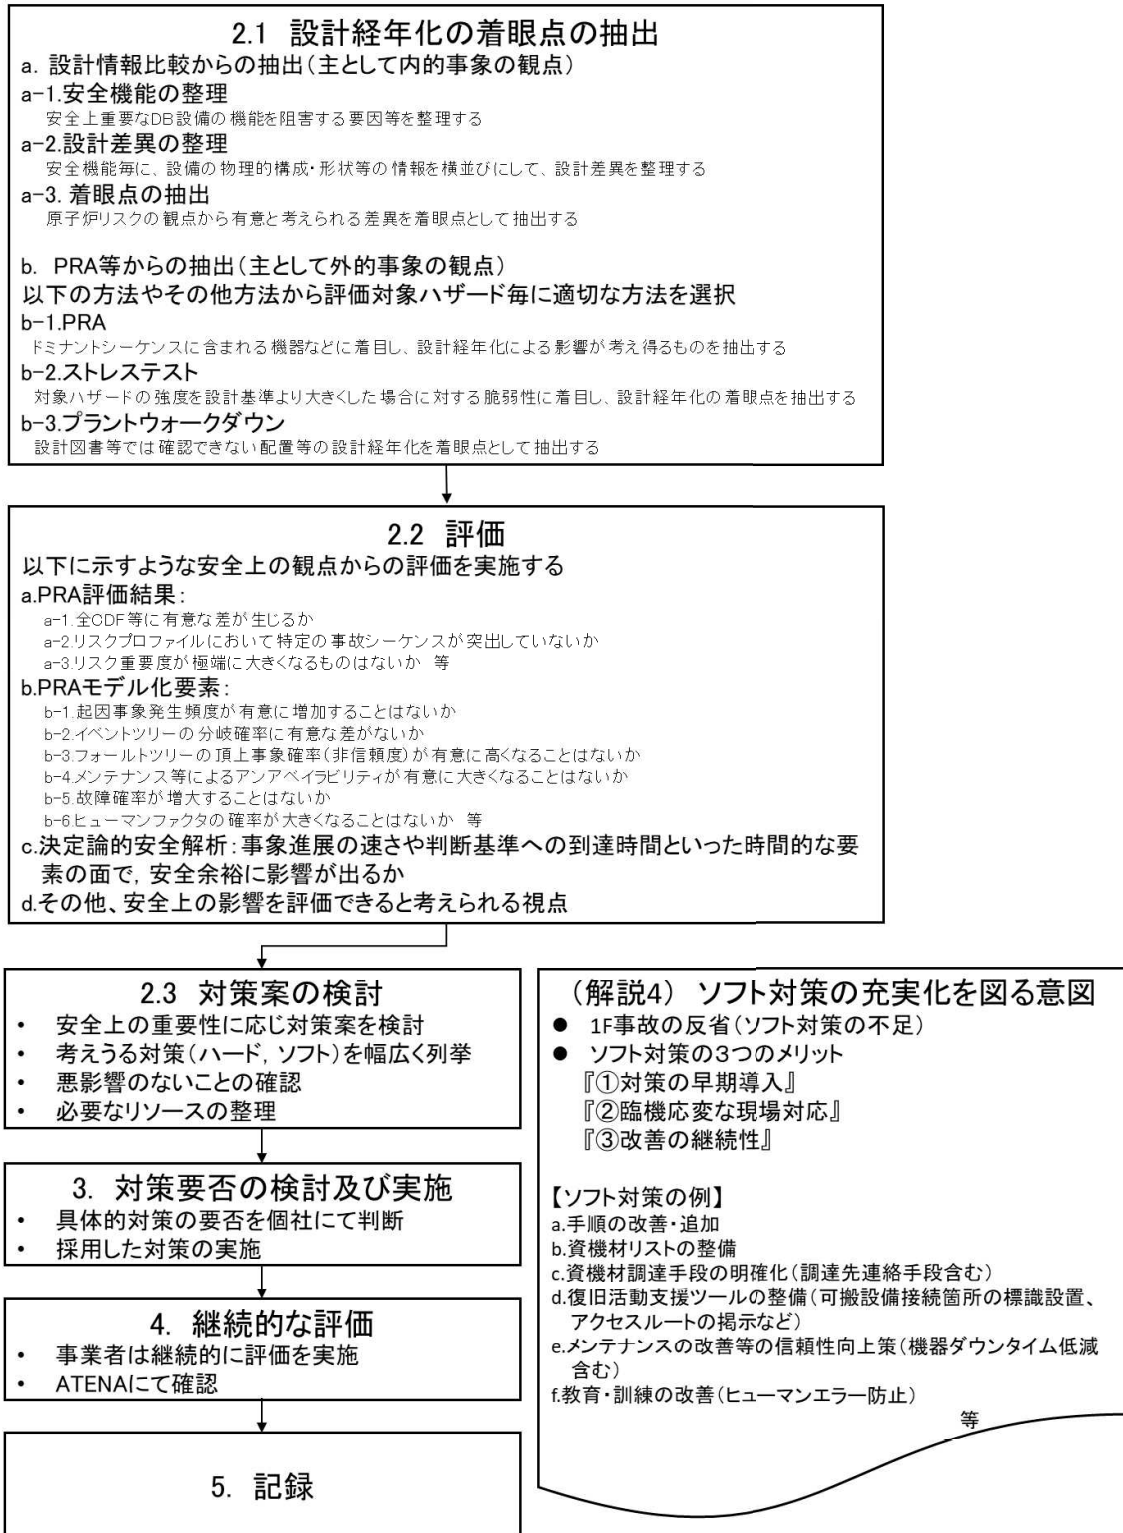 2.1 設計経年化の着眼点の抽出
a. 設計情報比較からの抽出(主として内的事象の観点)
a-1.安全機能の整理
安全上重要なDB設備の機能を阻害する要因等を整理する
a-2.設計差異の整理
安全機能毎に、設備の物理的構成・形状等の情報を横並びにして、設計差異を整理する
a-3. 着眼点の抽出
原子炉リスクの観点から有意と考えられる差異を着眼点として抽出する
b. PRA等からの抽出(主として外的事象の観点)
以下の方法やその他方法から評価対象ハザード毎に適切な方法を選択
b-1.PRA
ドミナントシーケンスに含まれる機器などに着目し、設計経年化による影響が考え得るものを抽出する
b-2.ストレステスト
対象ハザードの強度を設計基準より大きくした場合に対する脆弱性に着目し、設計経年化の着眼点を抽出する
b-3.プラントウォークダウン
設計図書等では確認できない配置等の設計経年化を着眼点として抽出する
2.2 評価
以下に示すような安全上の観点からの評価を実施する
a.PRA評価結果:
a-1.全CDF等に有意な差が生じるか
a-2.リスクプロファイルにおいて特定の事故シーケンスが突出していないか
a-3.リスク重要度が極端に大きくなるものはないか 等
b.PRAモデル化要素:
b-1.起因事象発生頻度が有意に増加することはないか
b-2.イベントツリーの分岐確率に有意な差がないか
b-3.フォールトツリーの頂上事象確率(非信頼度)が有意に高くなることはないか
b-4.メンテナンス等によるアンアベイラビリティが有意に大きくなることはないか
b-5.故障確率が増大することはないか
b-6.ヒューマンファクタの確率が大きくなることはないか 等
c.決定論的安全解析:事象進展の速さや判断基準への到達時間といった時間的な要
素の面で, 安全余裕に影響が出るか
d.その他、安全上の影響を評価できると考えられる視点
2.3 対策案の検討
• 安全上の重要性に応じ対策案を検討
• 考えうる対策(ハード, ソフト)を幅広く列挙
• 悪影響のないことの確認
• 必要なリソースの整理
3. 対策要否の検討及び実施
• 具体的対策の要否を個社にて判断
• 採用した対策の実施
4. 継続的な評価
• 事業者は継続的に評価を実施
• ATENAにて確認
5. 記録
(解説4) ソフト対策の充実化を図る意図
● 1F事故の反省(ソフト対策の不足)
● ソフト対策の3つのメリット
『①対策の早期導入』
『②臨機応変な現場対応』
『③改善の継続性』
【ソフト対策の例】
a.手順の改善・追加
b.資機材リストの整備
c.資機材調達手段の明確化(調達先連絡手段含む)
d.復旧活動支援ツールの整備(可搬設備接続箇所の標識設置、
アクセスルートの掲示など)
e.メンテナンスの改善等の信頼性向上策(機器ダウンタイム低減
含む)
f.教育・訓練の改善(ヒューマンエラー防止)
等